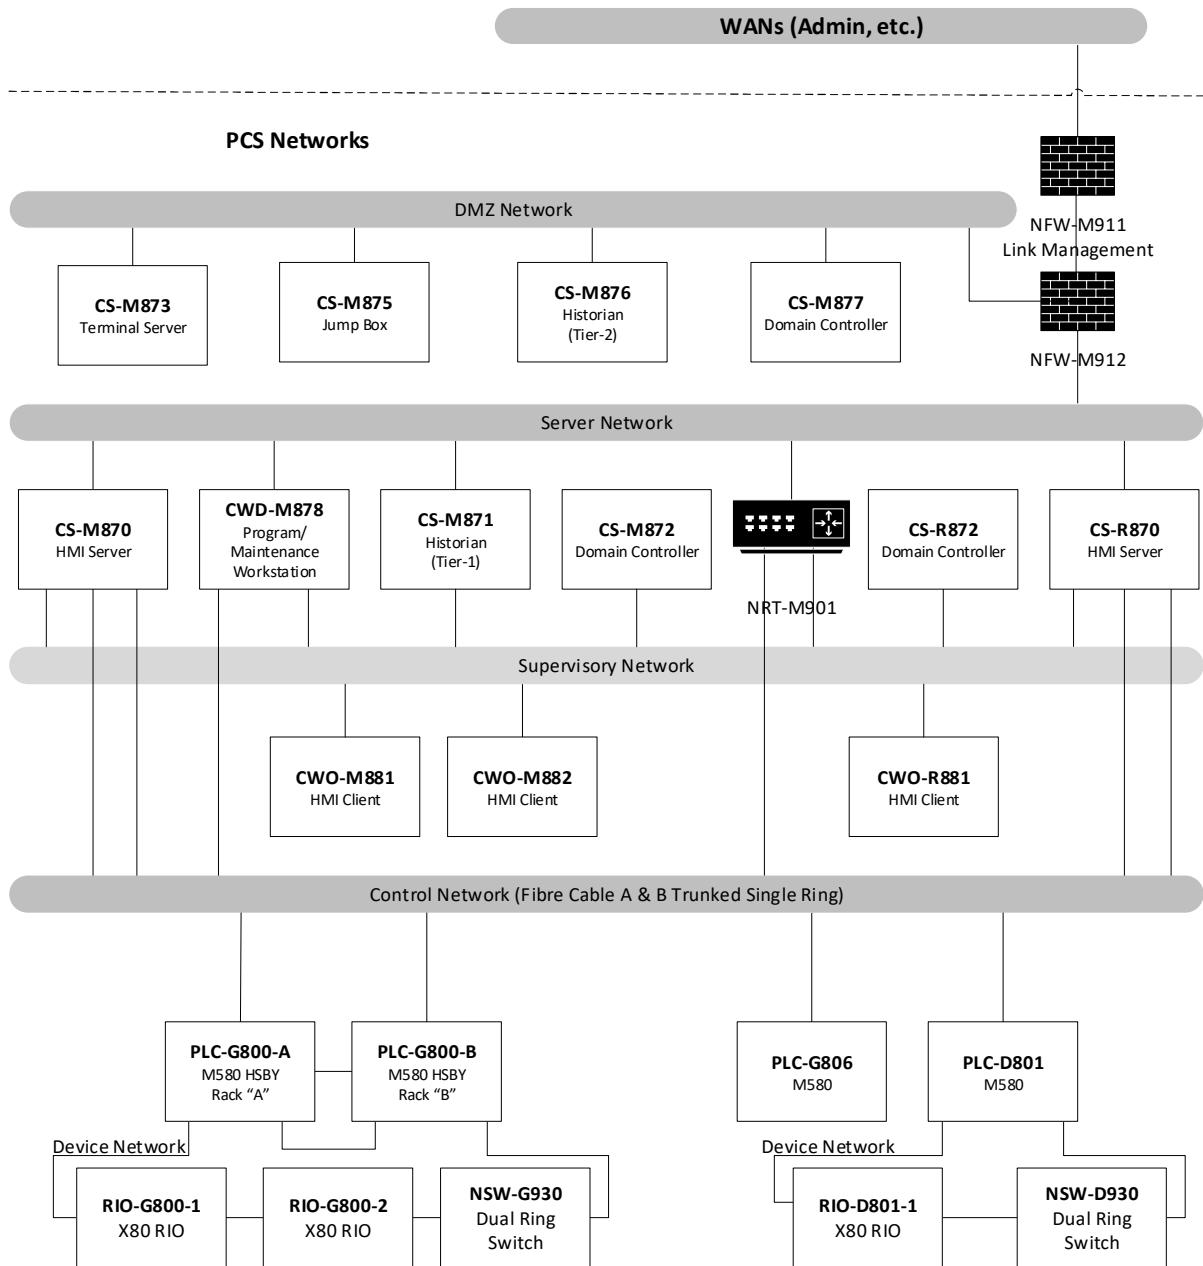 WANs (Admin, etc.)
PCS Networks
DMZ Network
NFW-M911
Link Management
CS-M873
Terminal Server
CS-M875
Jump Box
CS-M876
Historian
(Tier-2)
CS-M877
Domain Controller
NFW-M912
Server Network
CS-M870
HMI Server
CWD-M878
Program/
Maintenance
Workstation
CS-M871
Historian
(Tier-1)
CS-M872
Domain Controller
NRT-M901
CS-R872
Domain Controller
CS-R870
HMI Server
Supervisory Network
CWO-M881
HMI Client
CWO-M882
HMI Client
CWO-R881
HMI Client
Control Network (Fibre Cable A & B Trunked Single Ring)
PLC-G800-A
M580 HSBY
Rack “A”
PLC-G800-B
M580 HSBY
Rack “B”
PLC-G806
M580
PLC-D801
M580
Device Network
RIO-G800-1
X80 RIO
RIO-G800-2
X80 RIO
NSW-G930
Dual Ring
Switch
Device Network
RIO-D801-1
X80 RIO
NSW-D930
Dual Ring
Switch